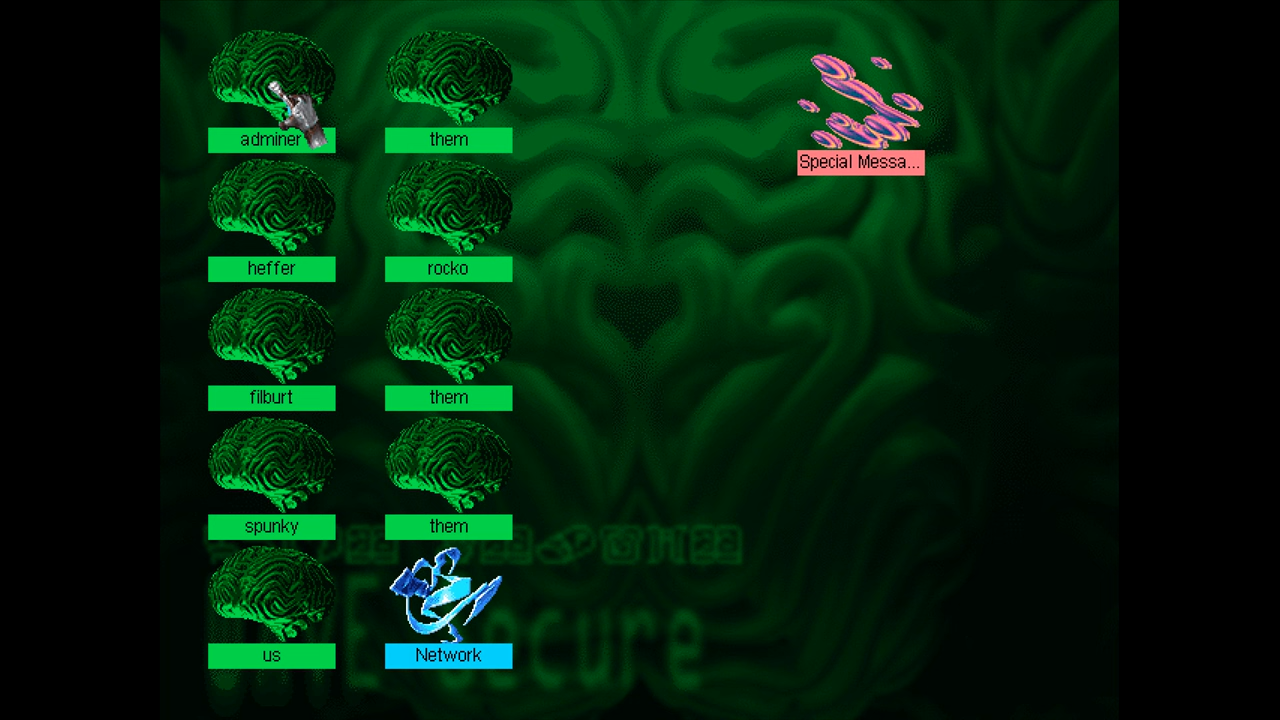 adminer
them
Special Messa...
heffer
rocko
filburt
them
spunky
them
us
Network